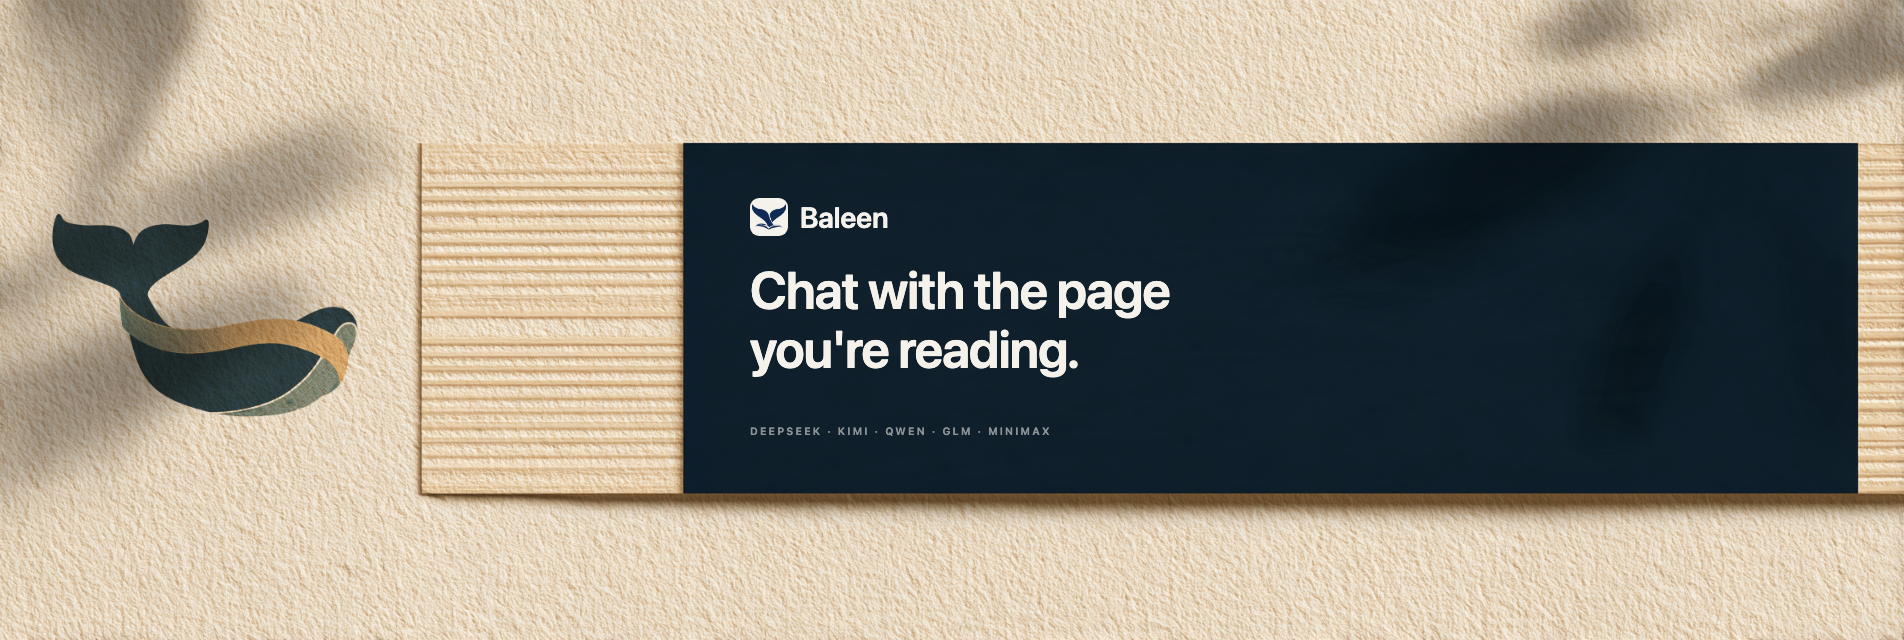 Baleen
Chat with the page
you're reading.
DEEPSEEK · KIMI · QWEN · GLM · MINIMAX